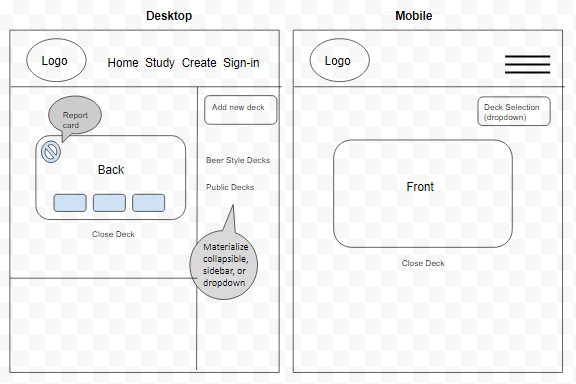 Desktop
Mobile
Logo
Home Study Create Sign-in
Logo
Report
card
Add new deck
Deck Selection
(dropdown)
Back
Beer Style Decks
Public Decks
Front
Close Deck
Materialize
collapsible,
sidebar, or
dropdown
Close Deck